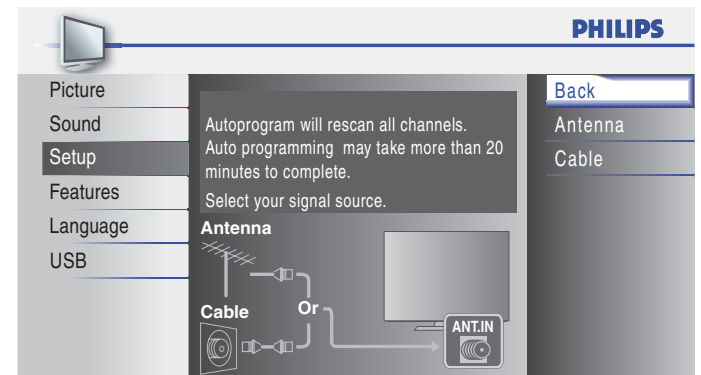 PHILIPS
Picture
Sound
Setup
Features
Language
USB
Autoprogram will rescan all channels.
Auto programming may take more than 20
minutes to complete.
Select your signal source.
Antenna
Cable
Or
ANT.IN
Back
Antenna
Cable